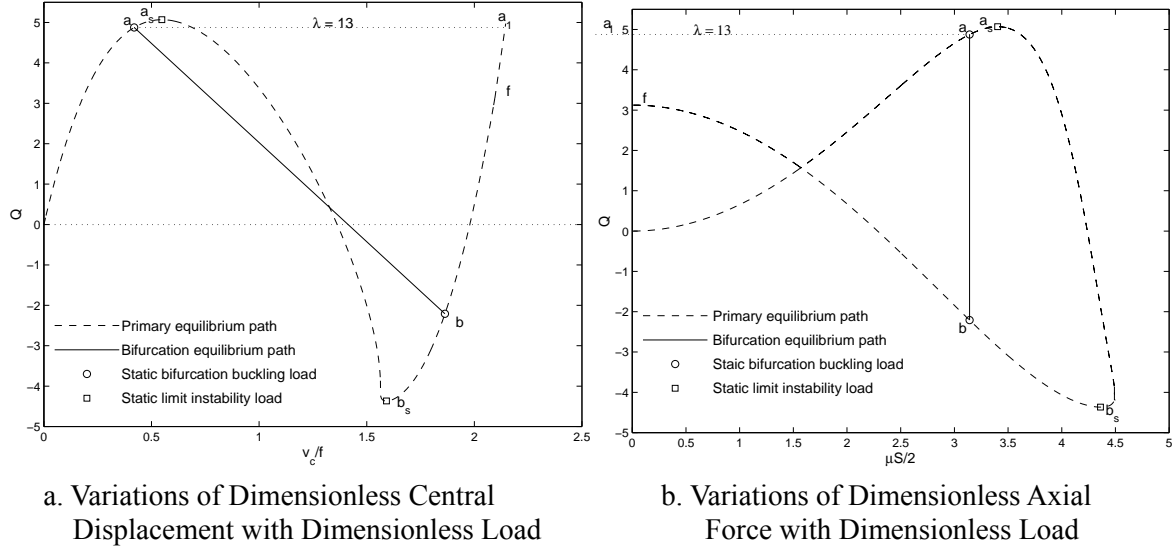 5
4
3
2
1
0
−1
−2
−3
−4
−5
Q
0
0.5
1
1.5
2
2.5
v_c/f
a
a_s
λ = 13
a_1
f
b
b_s
Primary equilibrium path
Bifurcation equilibrium path
Static bifurcation buckling load
Static limit instability load
a. Variations of Dimensionless Central
Displacement with Dimensionless Load
a_1
5
4
3
2
1
0
−1
−2
−3
−4
−5
Q
0
0.5
1
1.5
2
2.5
3
3.5
4
4.5
5
μS/2
λ = 13
a
a_s
f
b
b_s
Primary equilibrium path
Bifurcation equilibrium path
Staic bifurcation buckling load
Static limit instability load
b. Variations of Dimensionless Axial
Force with Dimensionless Load